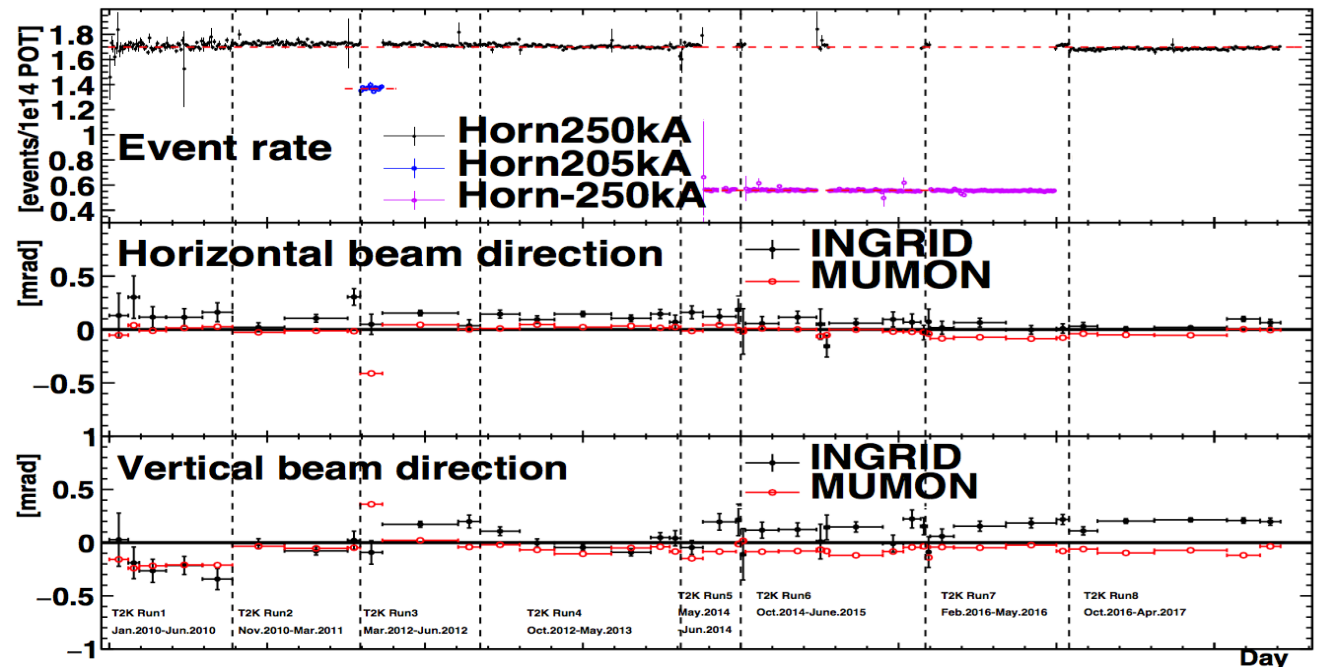 [events/1e14 POT]
1.8
1.6
1.4
1.2
1
0.8
0.6
0.4
Event rate
Horn250kA
Horn205kA
Horn-250kA
[mrad]
0.5
0
−0.5
1
Horizontal beam direction
INGRID
MUMON
[mrad]
1
0.5
0
−0.5
−1
Vertical beam direction
INGRID
MUMON
T2K Run1
Jan.2010-Jun.2010
T2K Run2
Nov.2010-Mar.2011
T2K Run3
Mar.2012-Jun.2012
T2K Run4
Oct.2012-May.2013
T2K Run5
May.2014
-Jun.2014
T2K Run6
Oct.2014-June.2015
T2K Run7
Feb.2016-May.2016
T2K Run8
Oct.2016-Apr.2017
Day